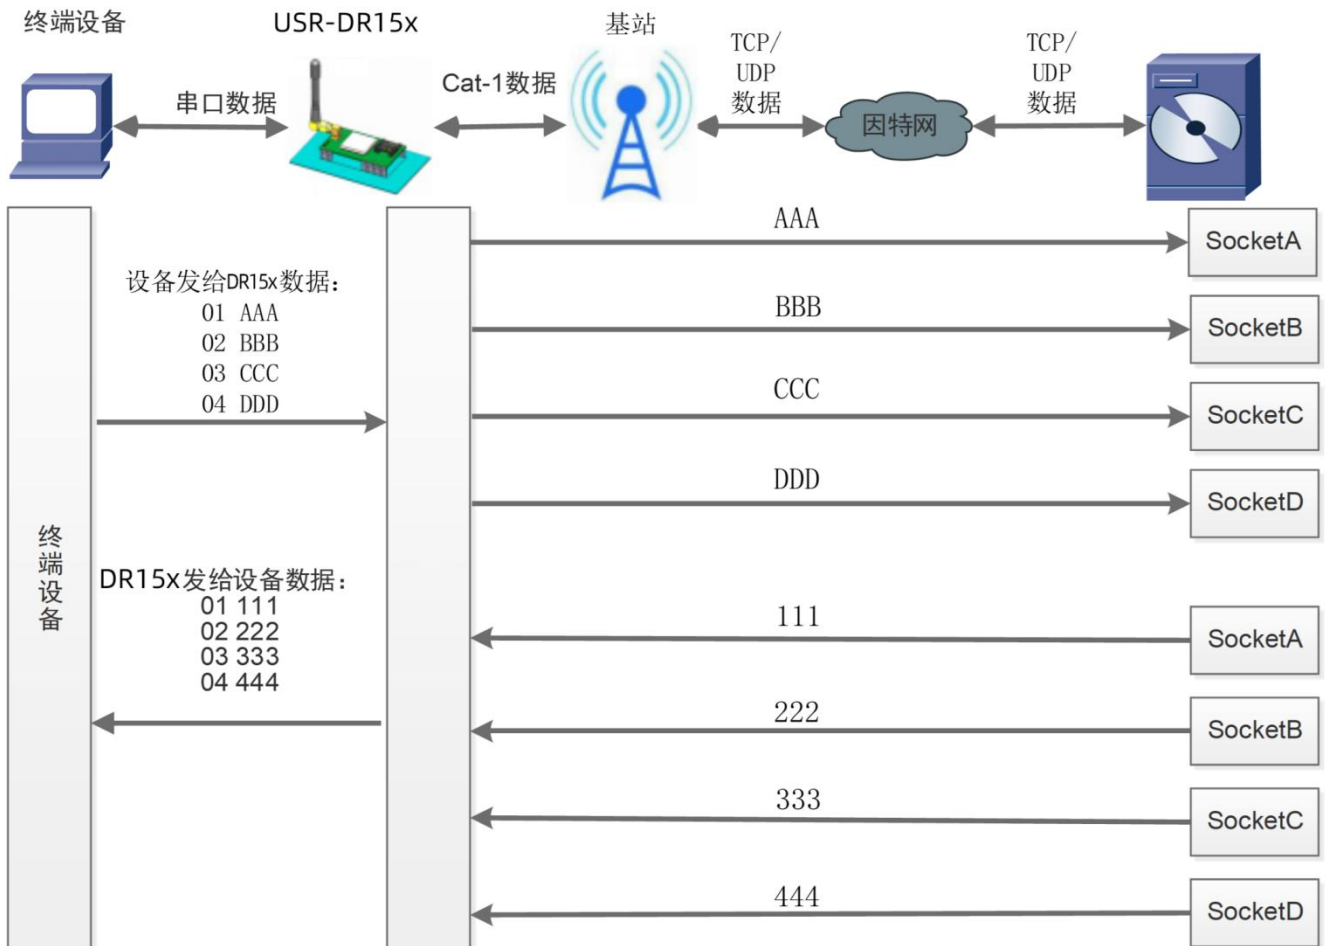 终端设备
USR-DR15x
基站
串口数据
Cat-1数据
TCP/
UDP
数据
因特网
TCP/
UDP
数据
设备发给DR15x数据：
01 AAA
02 BBB
03 CCC
04 DDD
AAA
SocketA
BBB
SocketB
CCC
SocketC
DDD
SocketD
终端设备
DR15x发给设备数据：
01 111
02 222
03 333
04 444
111
SocketA
222
SocketB
333
SocketC
444
SocketD